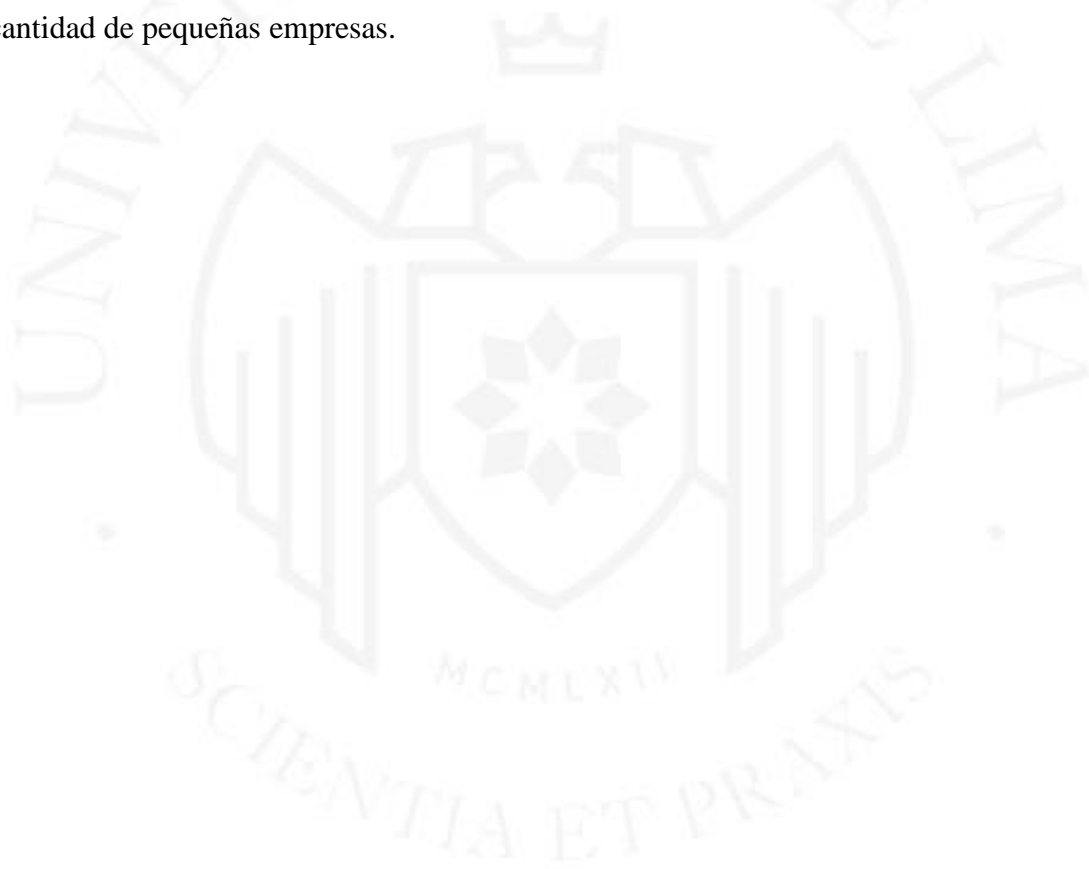 cantidad de pequeñas empresas.
UNIVE
E LIMA
MCMLXII
SCIENTIA ET PRAXIS